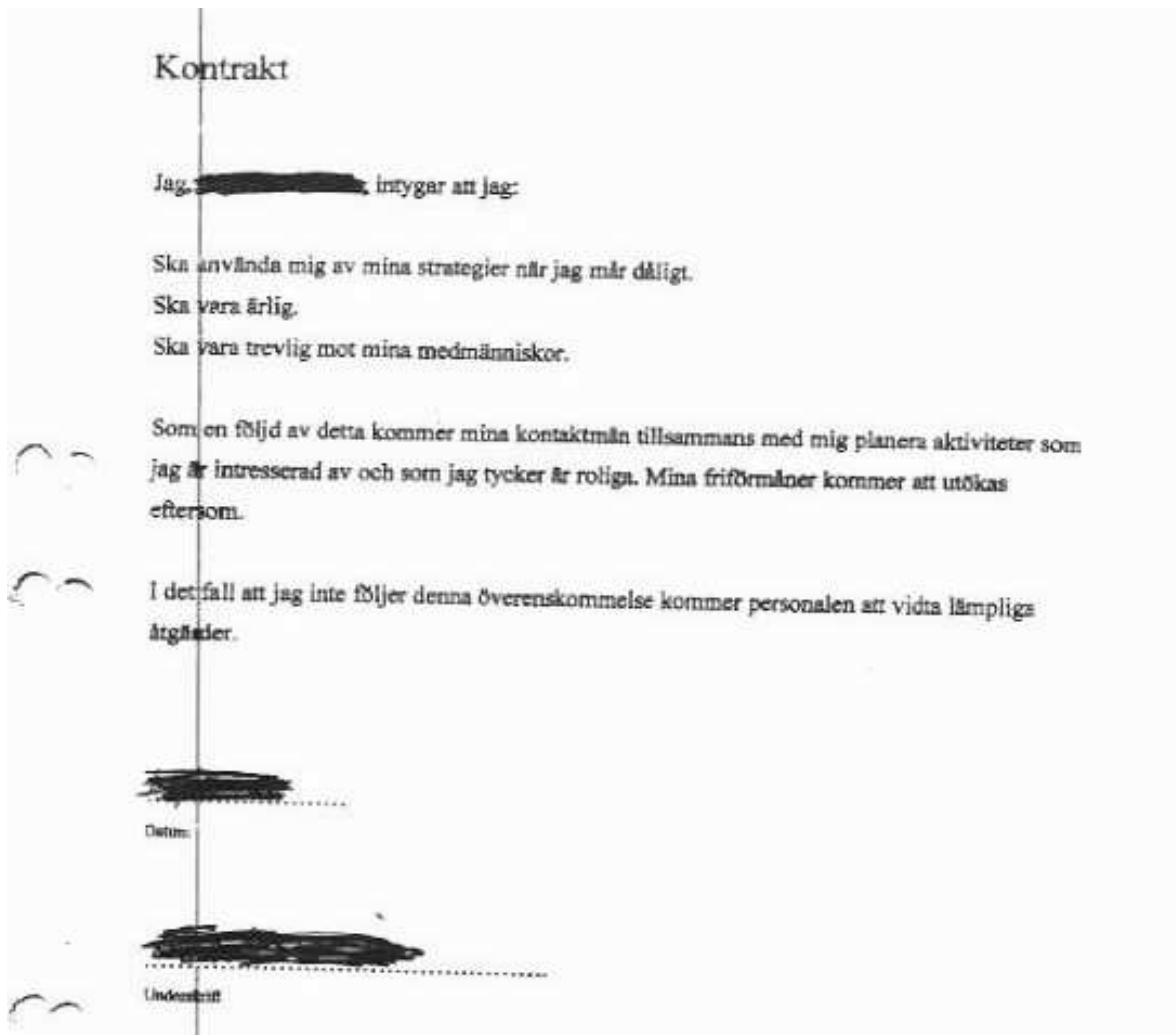 Kontrakt
Jag, intygar att jag:
Ska använda mig av mina strategier når jag mår dåligt.
Ska vara ärlig.
Ska vara trevlig mot mina medmänniskor.
Som en följd av detta kommer mina kontaktmän tillsammans med mig planera aktiviteter som
jag är intresserad av och som jag tycker är roliga. Mina friförmåner kommer att utökas
eftersom.
I det fall att jag inte följer denna överenskommelse kommer personalen att vidta lämpliga
åtgärder.
Datum
Underskrift